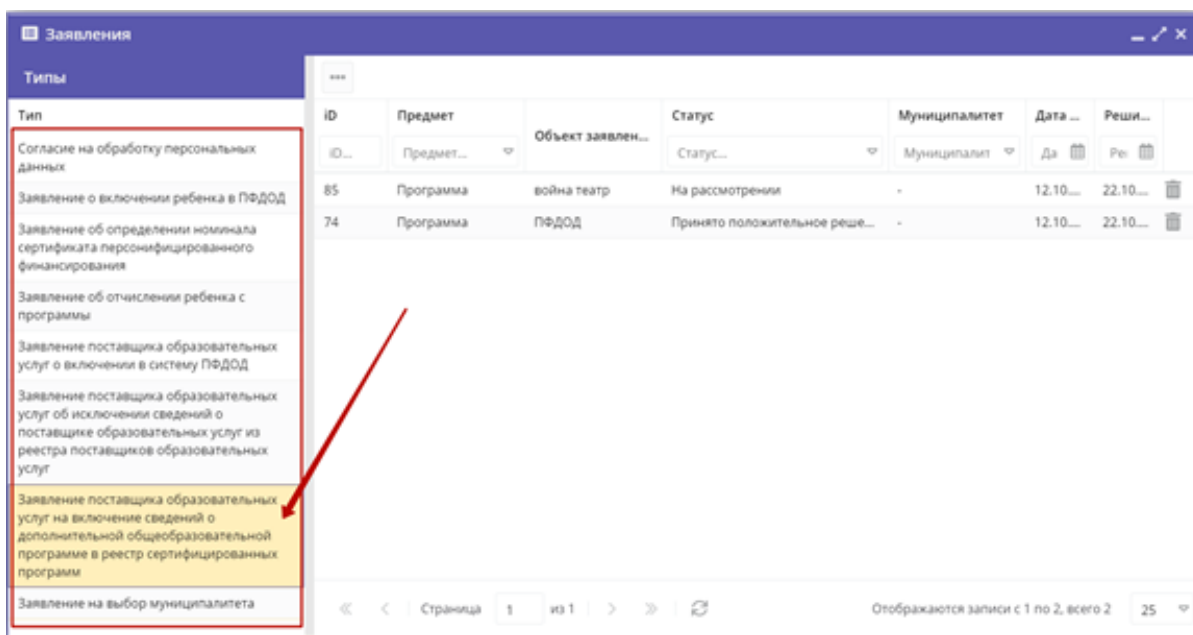 Заявления
Типы
Тип
Согласие на обработку персональных
данных
Заявление о включении ребенка в ПФДОД
Заявление об определении номинала
сертификата персонифицированного
финансирования
Заявление об отчислении ребенка с
программы
Заявление поставщика образовательных
услуг о включении в систему ПФДОД
Заявление поставщика образовательных
услуг об исключении сведений о
поставщике образовательных услуг из
реестра поставщиков образовательных
услуг
Заявление поставщика образовательных
услуг на включение сведений о
дополнительной общеобразовательной
программе в реестр сертифицированных
программ
Заявление на выбор муниципалитета
iD Предмет Объект заявлен... Статус Муниципалитет Дата ... Реши...
iD... Предмет... Статус... Муниципалит Да Ре
85 Программа война театр На рассмотрении - 12.10.... 22.10....
74 Программа ПФДОД Принято положительное реше... - 12.10.... 22.10....
Страница 1 из 1 Отображаются записи с 1 по 2, всего 2 25